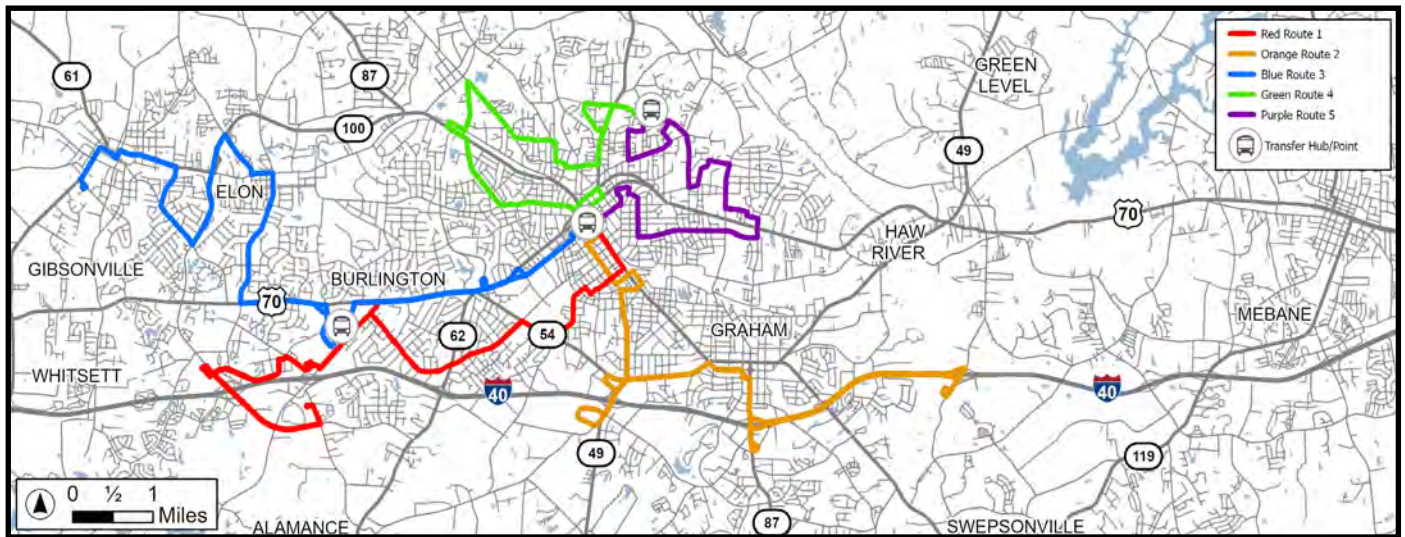 61
87
100
GREEN
LEVEL
Red Route 1
Orange Route 2
Blue Route 3
Green Route 4
Purple Route 5
Transfer Hub/Point
49
ELON
70
HAW
RIVER
GIBSONVILLE
BURLINGTON
70
62
54
GRAHAM
MEBANE
WHITSETT
40
40
49
119
87
0 ½ 1
Miles
ALAMANCE
SWEPSONVILLE